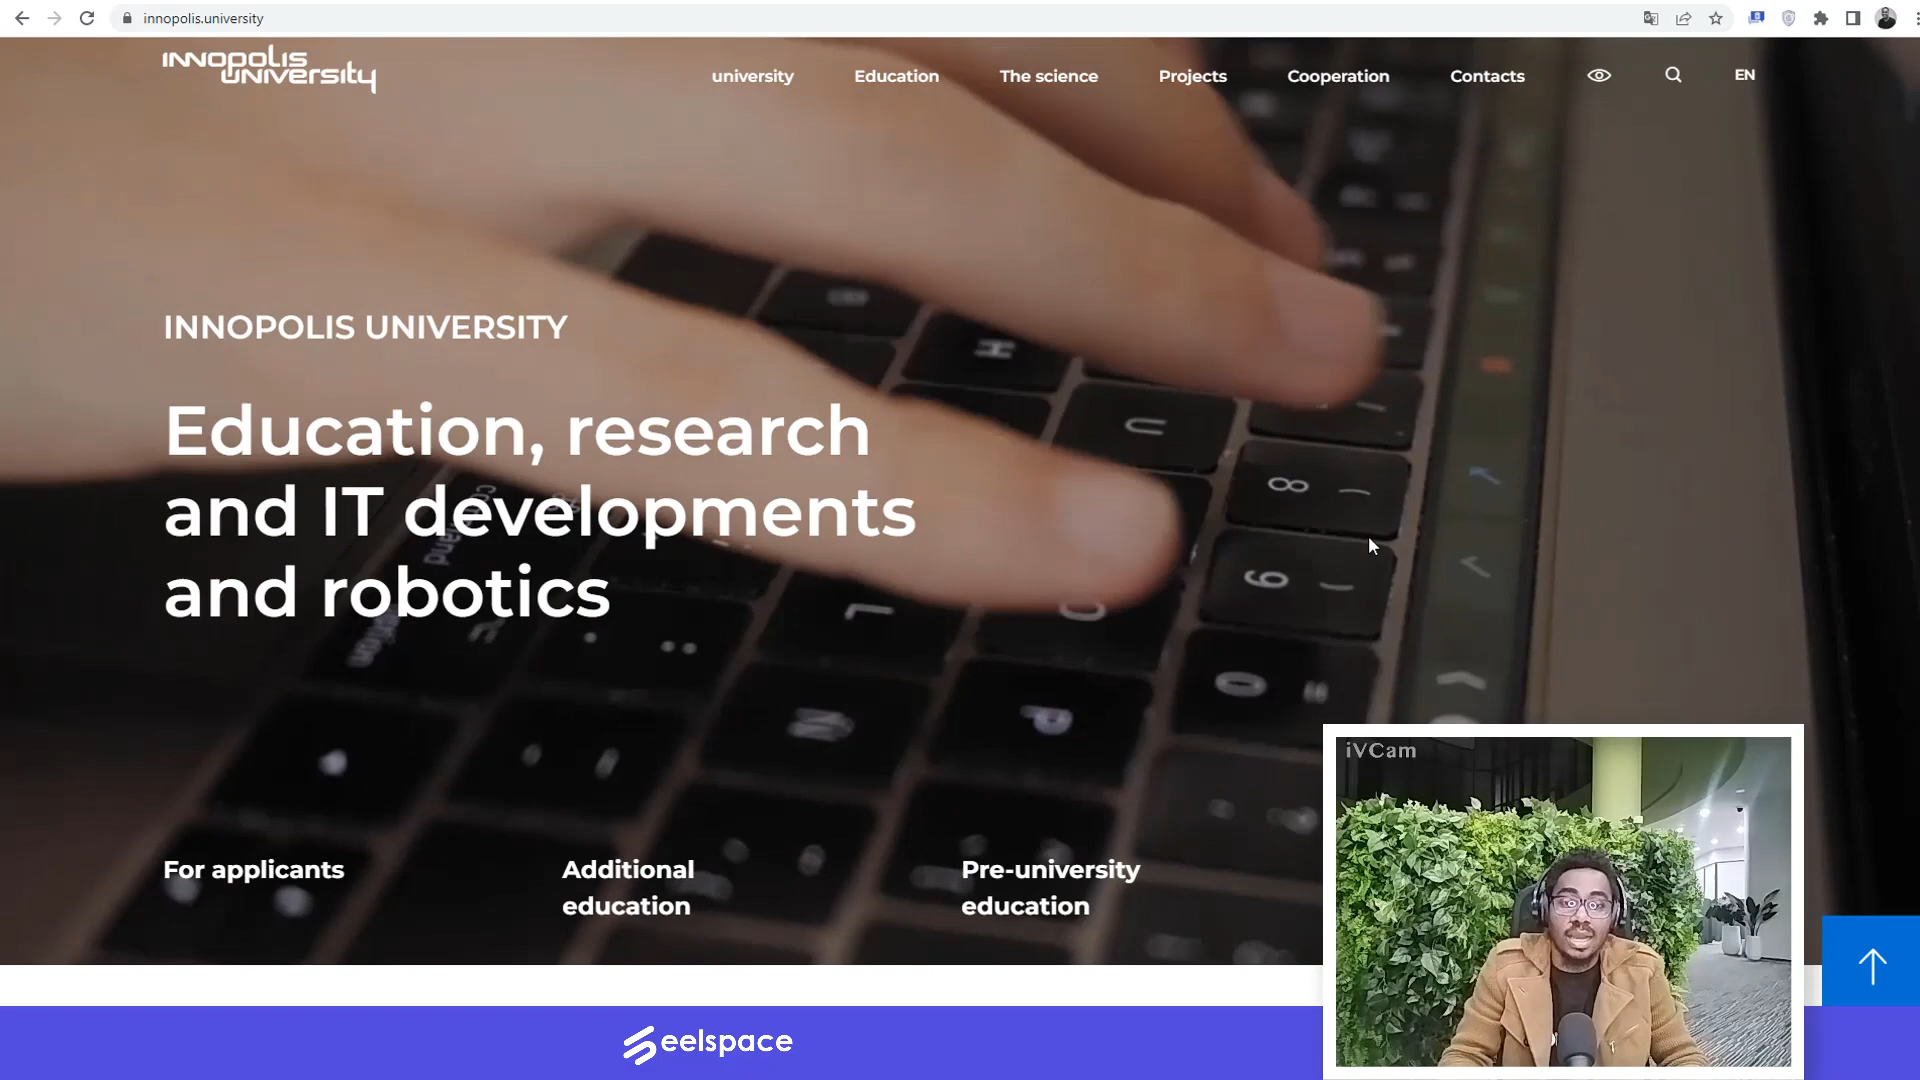 innopolis.university
INNOPOLIS
UNIVERSITY
university
Education
The science
Projects
Cooperation
Contacts
EN
INNOPOLIS UNIVERSITY
Education, research
and IT developments
and robotics
For applicants
Additional
education
Pre-university
education
iVCam
Seelspace